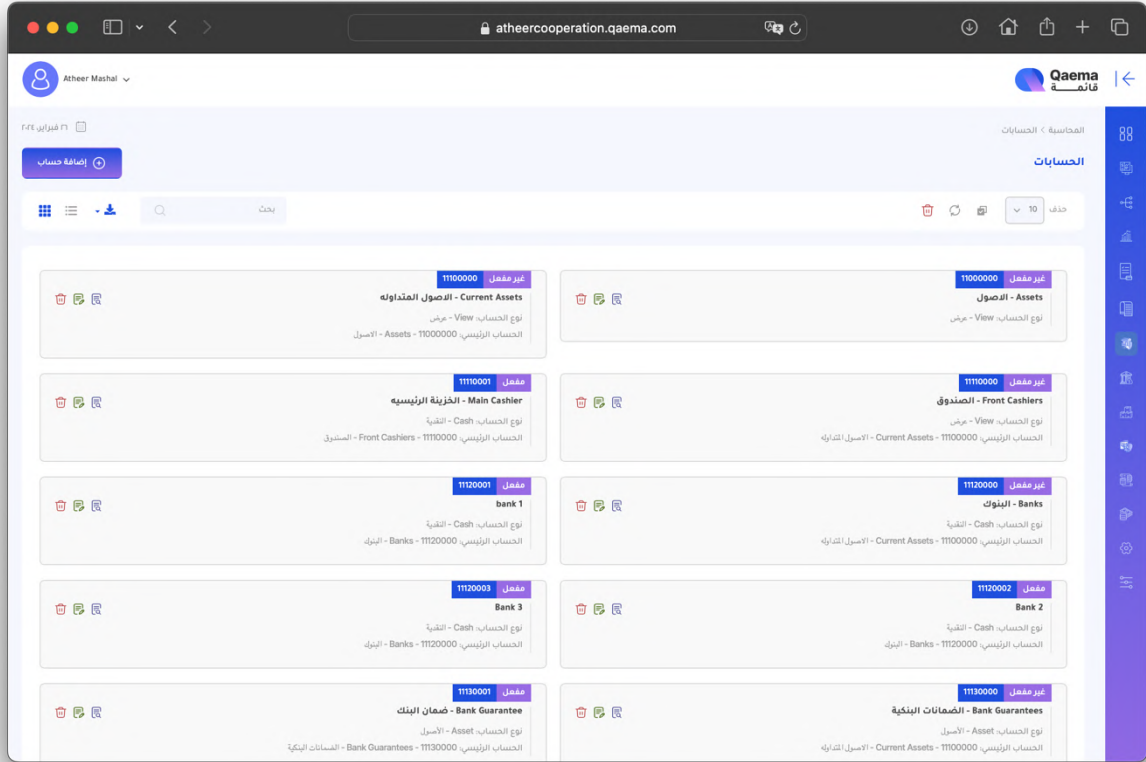 atheercooperation.qaema.com
Atheer Mashal
Qaema
قائمة
المحاسبة > الحسابات
٢٦ فبراير، ٢٠٢٤
الحسابات
إضافة حساب
حذف
10
بحث
غير مفعل 11000000
Assets - الاصول
نوع الحساب: View - عرض
غير مفعل 11100000
Current Assets - الاصول المتداوله
نوع الحساب: View - عرض
الحساب الرئيسي: 11000000 - Assets - الاصول
غير مفعل 11110000
Front Cashiers - الصندوق
نوع الحساب: View - عرض
الحساب الرئيسي: 11100000 - Current Assets - الاصول المتداوله
مفعل 11110001
Main Cashier - الخزينة الرئيسيه
نوع الحساب: Cash - النقدية
الحساب الرئيسي: 11110000 - Front Cashiers - الصندوق
غير مفعل 11120000
Banks - البنوك
نوع الحساب: Cash - النقدية
الحساب الرئيسي: 11100000 - Current Assets - الاصول المتداوله
مفعل 11120001
bank 1
نوع الحساب: Cash - النقدية
الحساب الرئيسي: 11120000 - Banks - البنوك
مفعل 11120002
Bank 2
نوع الحساب: Cash - النقدية
الحساب الرئيسي: 11120000 - Banks - البنوك
مفعل 11120003
Bank 3
نوع الحساب: Cash - النقدية
الحساب الرئيسي: 11120000 - Banks - البنوك
غير مفعل 11130000
Bank Guarantees - الضمانات البنكية
نوع الحساب: Asset - الأصول
الحساب الرئيسي: 11100000 - Current Assets - الاصول المتداوله
مفعل 11130001
Bank Guarantee - ضمان البنك
نوع الحساب: Asset - الأصول
الحساب الرئيسي: 11130000 - Bank Guarantees - الضمانات البنكية